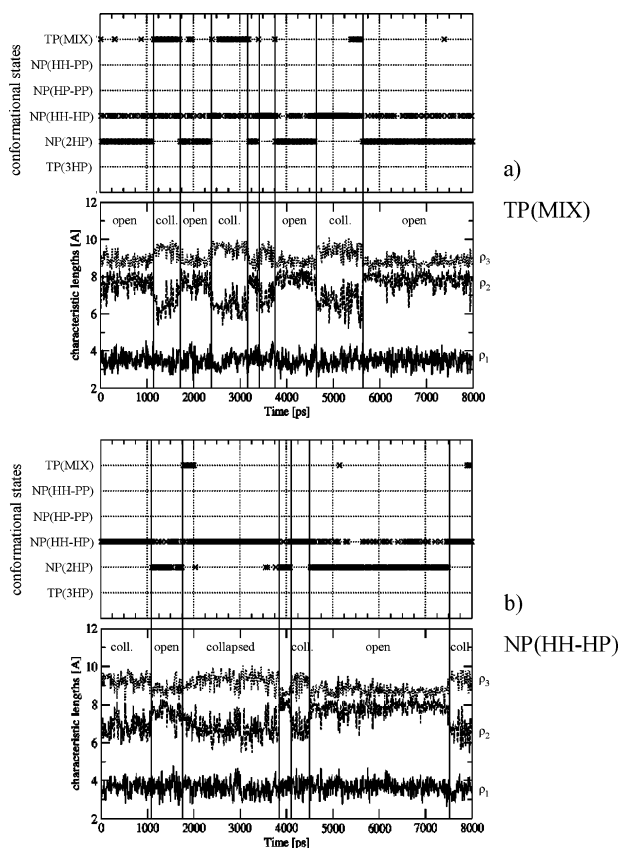 conformational states
TP(MIX)
NP(HH-PP)
NP(HP-PP)
NP(HH-HP)
NP(2HP)
TP(3HP)
a)
TP(MIX)
characteristic lengths [A]
12
10
8
6
4
2
open
coll.
open
coll.
open
coll.
open
ρ3
ρ2
ρ1
0 1000 2000 3000 4000 5000 6000 7000 8000
Time [ps]
conformational states
TP(MIX)
NP(HH-PP)
NP(HP-PP)
NP(HH-HP)
NP(2HP)
TP(3HP)
b)
NP(HH-HP)
characteristic lengths [A]
12
10
8
6
4
2
coll.
open
collapsed
coll.
open
coll
ρ3
ρ2
ρ1
0 1000 2000 3000 4000 5000 6000 7000 8000
Time [ps]